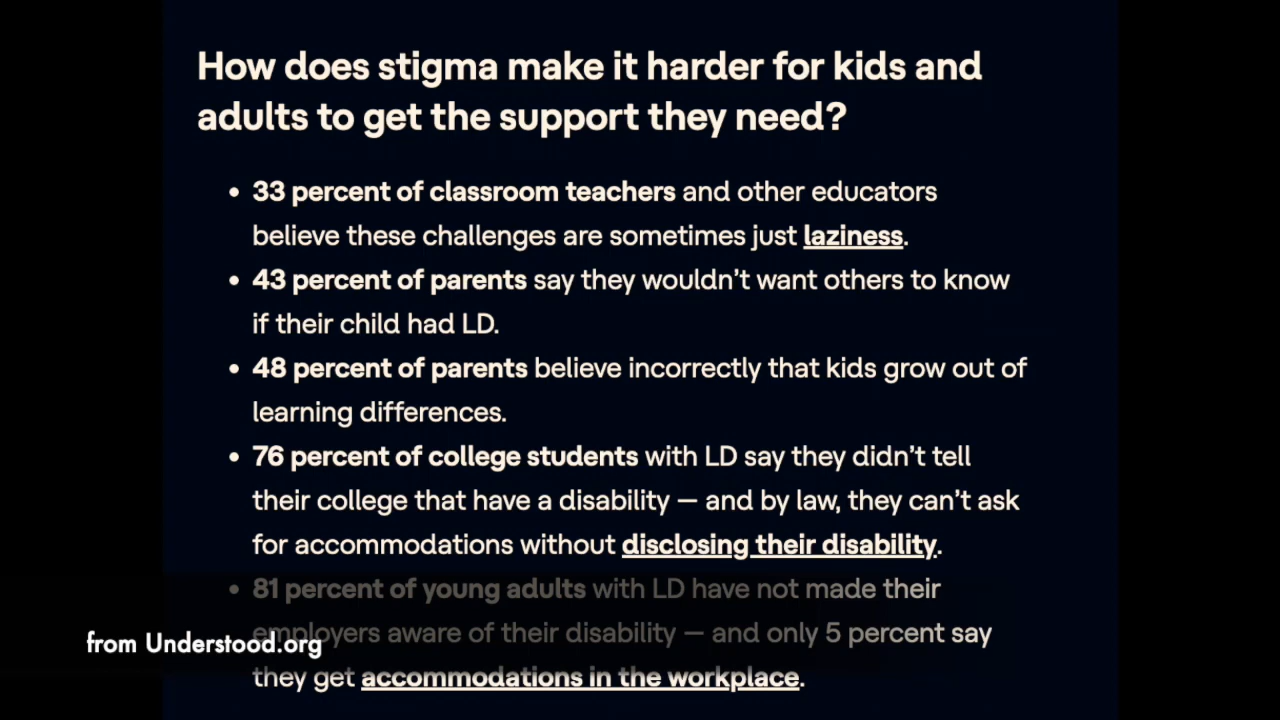 How does stigma make it harder for kids and
adults to get the support they need?
• 33 percent of classroom teachers and other educators
believe these challenges are sometimes just laziness.
• 43 percent of parents say they wouldn't want others to know
if their child had LD.
• 48 percent of parents believe incorrectly that kids grow out of
learning differences.
• 76 percent of college students with LD say they didn't tell
their college that have a disability — and by law, they can't ask
for accommodations without disclosing their disability.
• 81 percent of young adults with LD have not made their
employers aware of their disability — and only 5 percent say
they get accommodations in the workplace.
from Understood.org